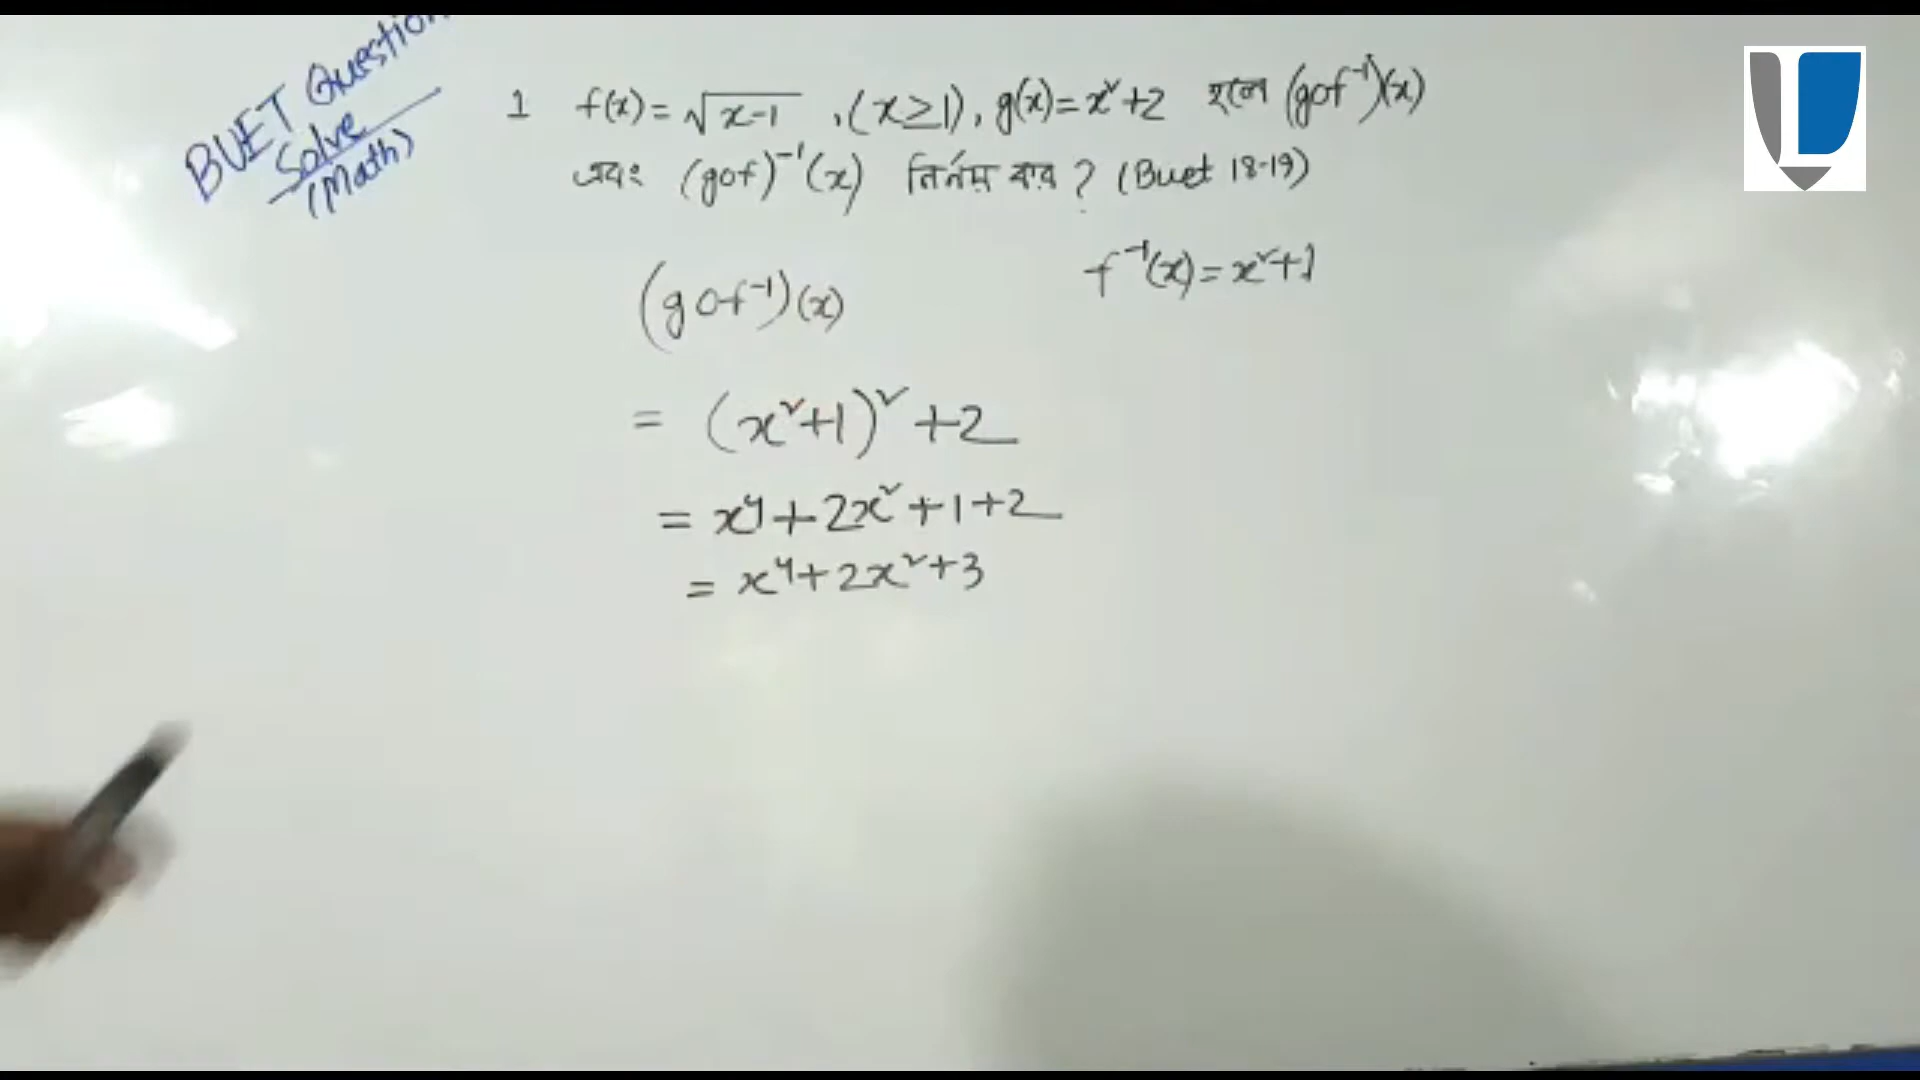 BUET Question
Solve
(Math)
1 f(x) = √x-1 , (x≥1), g(x) = x²+2 হলে (gof⁻¹)(x)
এবং (gof)⁻¹(x) নির্নয় কর ? (Buet 18-19)
f⁻¹(x) = x²+1
(gof⁻¹)(x)
= (x²+1)² +2
= x⁴+2x²+1+2
= x⁴+2x²+3